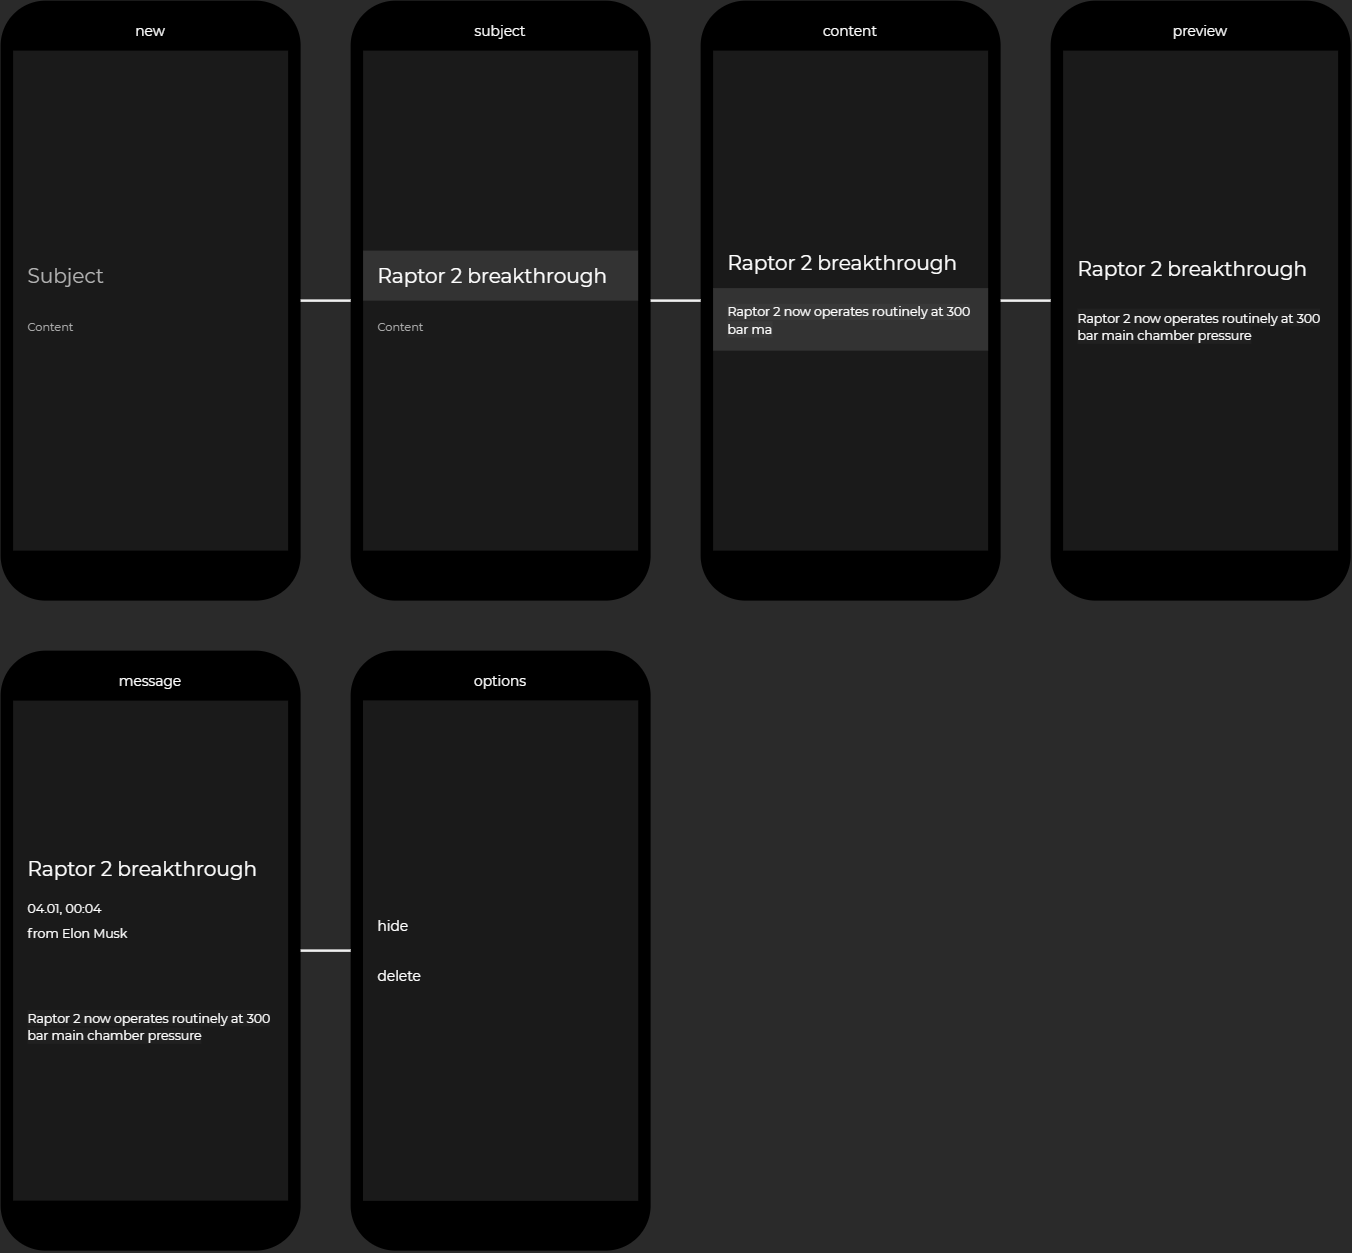 new
Subject
Content
subject
Raptor 2 breakthrough
Content
content
Raptor 2 breakthrough
Raptor 2 now operates routinely at 300
bar ma
preview
Raptor 2 breakthrough
Raptor 2 now operates routinely at 300
bar main chamber pressure
message
Raptor 2 breakthrough
04.01, 00:04
from Elon Musk
Raptor 2 now operates routinely at 300
bar main chamber pressure
options
hide
delete